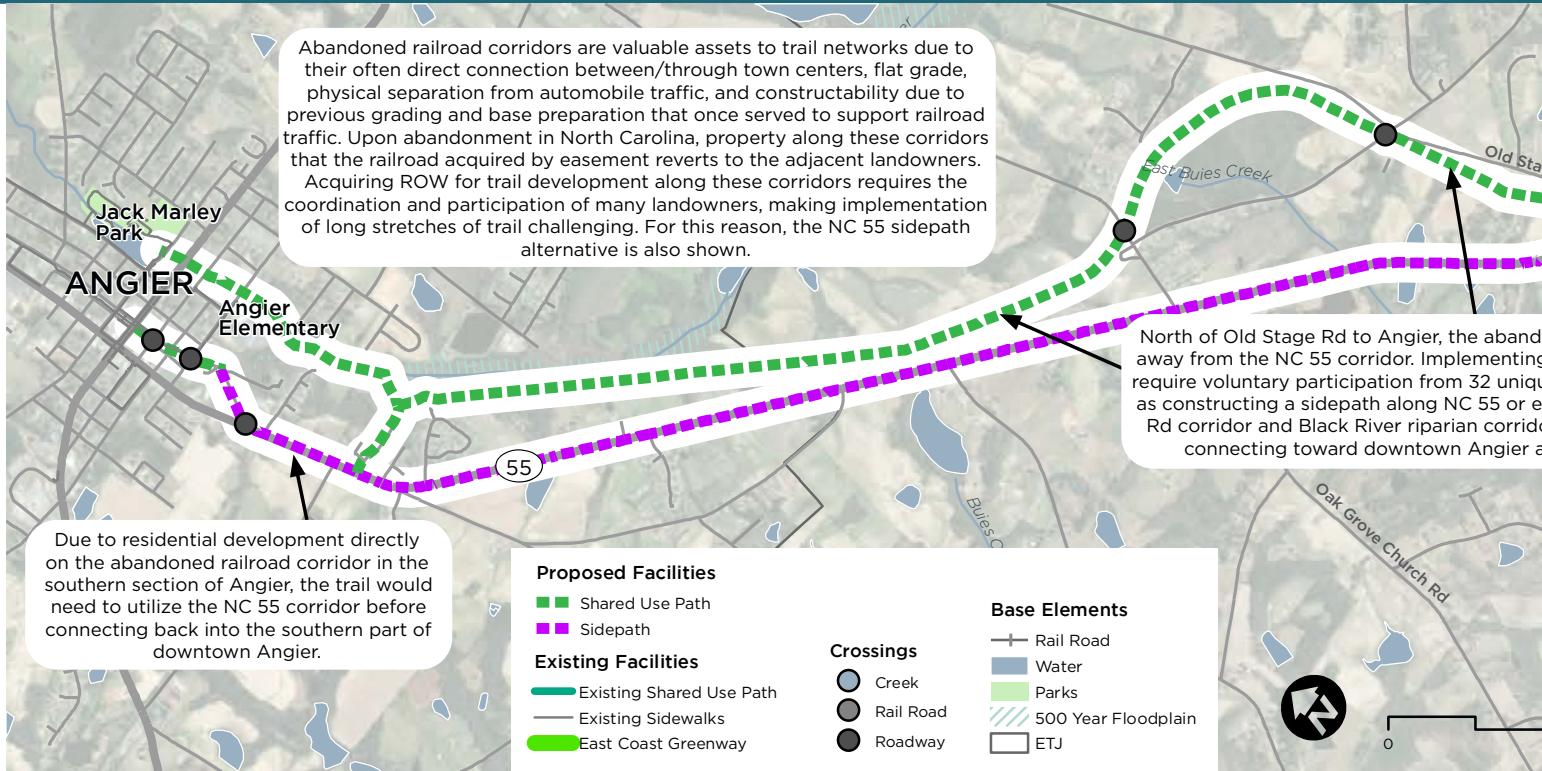 Abandoned railroad corridors are valuable assets to trail networks due to
their often direct connection between/through town centers, flat grade,
physical separation from automobile traffic, and constructability due to
previous grading and base preparation that once served to support railroad
traffic. Upon abandonment in North Carolina, property along these corridors
that the railroad acquired by easement reverts to the adjacent landowners.
Acquiring ROW for trail development along these corridors requires the
coordination and participation of many landowners, making implementation
of long stretches of trail challenging. For this reason, the NC 55 sidepath
alternative is also shown.
Old Sta
East Buies Creek
Jack Marley
Park
ANGIER
Angier
Elementary
North of Old Stage Rd to Angier, the aband
away from the NC 55 corridor. Implementing
require voluntary participation from 32 uniqu
as constructing a sidepath along NC 55 or e
Rd corridor and Black River riparian corrido
connecting toward downtown Angier a
55
Buies C
Oak Grove Church Rd
Due to residential development directly
on the abandoned railroad corridor in the
southern section of Angier, the trail would
need to utilize the NC 55 corridor before
connecting back into the southern part of
downtown Angier.
Proposed Facilities
Shared Use Path
Sidepath
Existing Facilities
Existing Shared Use Path
Existing Sidewalks
East Coast Greenway
Crossings
Creek
Rail Road
Roadway
Base Elements
Rail Road
Water
Parks
500 Year Floodplain
ETJ
N
0